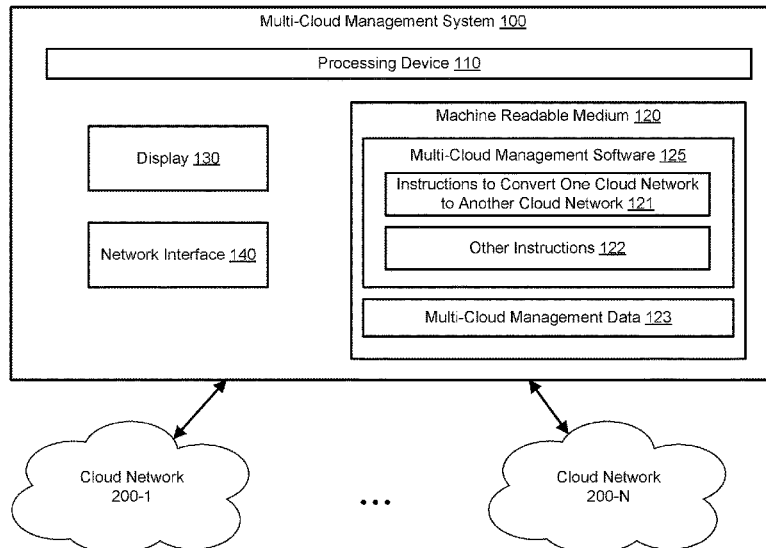 Multi-Cloud Management System 100
Processing Device 110
Machine Readable Medium 120
Multi-Cloud Management Software 125
Display 130
Instructions to Convert One Cloud Network
to Another Cloud Network 121
Network Interface 140
Other Instructions 122
Multi-Cloud Management Data 123
Cloud Network
200-1
...
Cloud Network
200-N